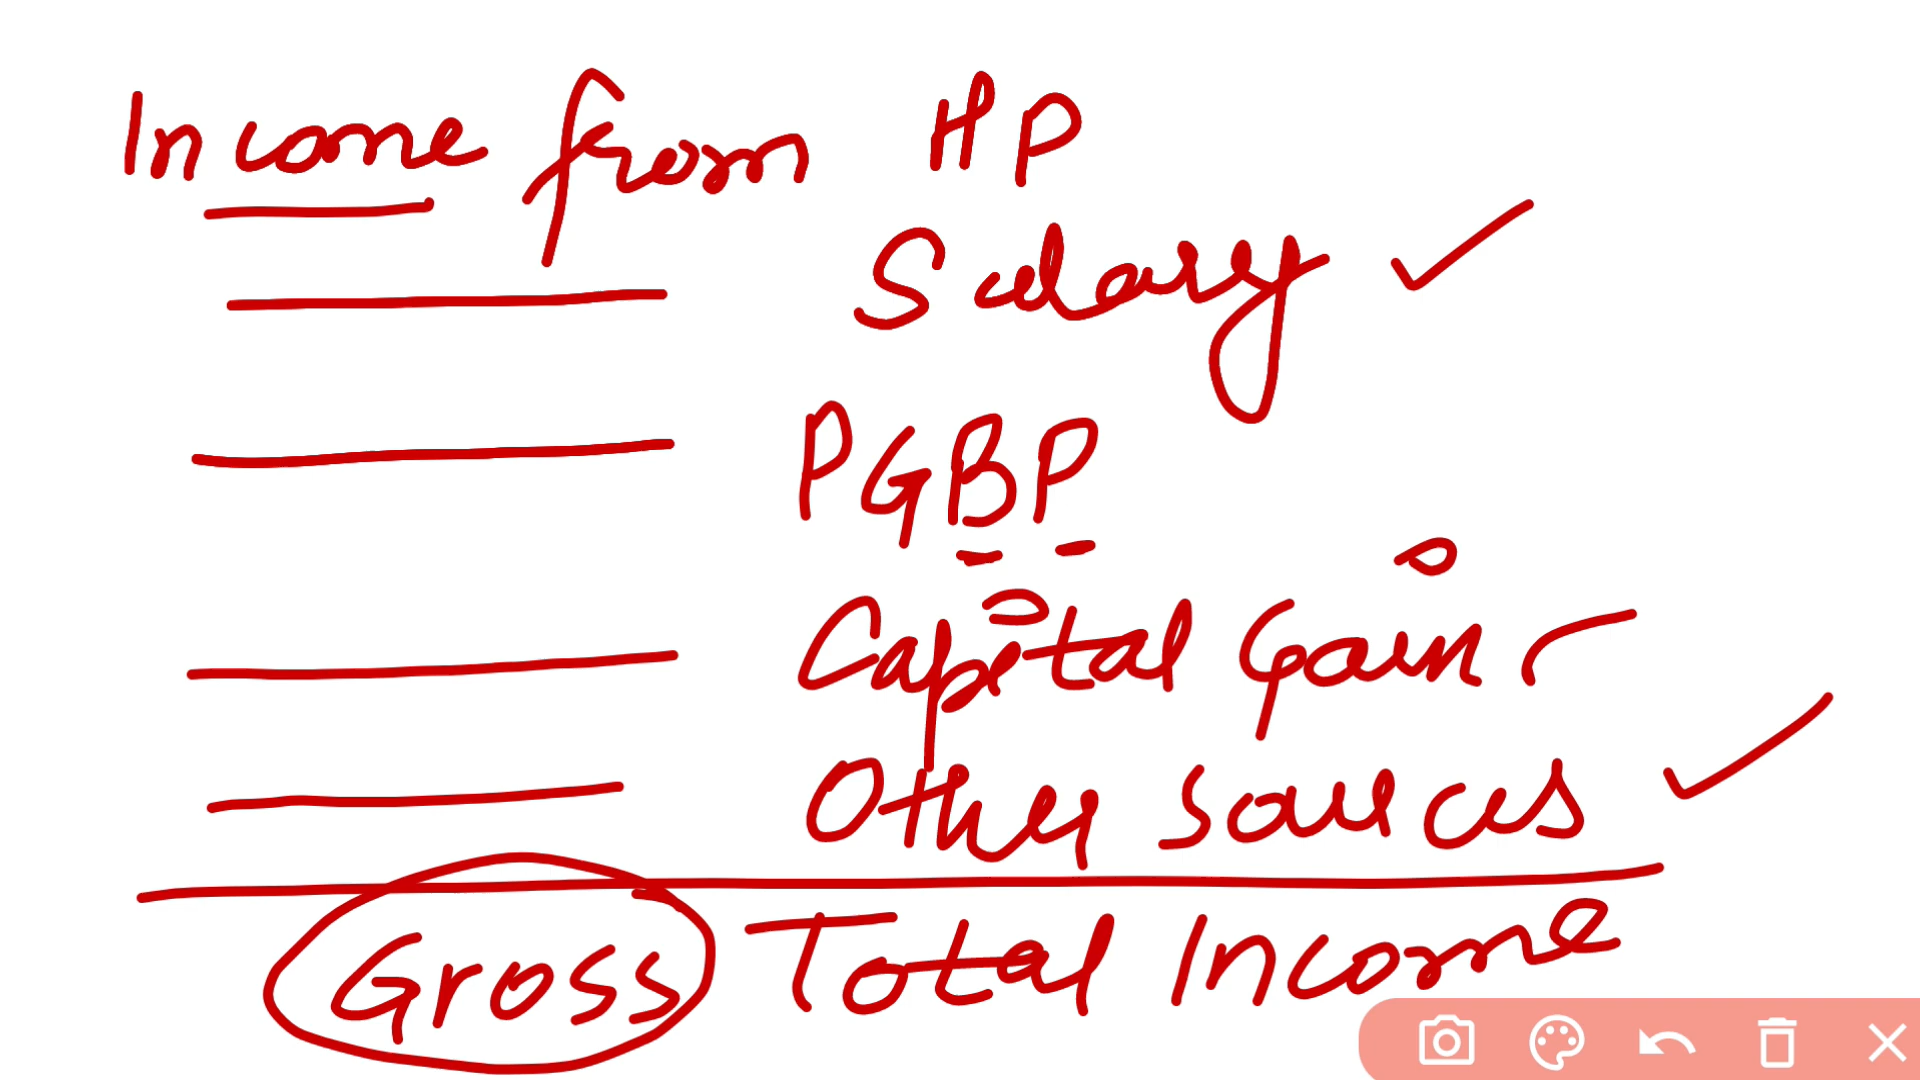 Income from HP
Salary
PGBP
Capital Gain
Other Sources
Gross Total Income